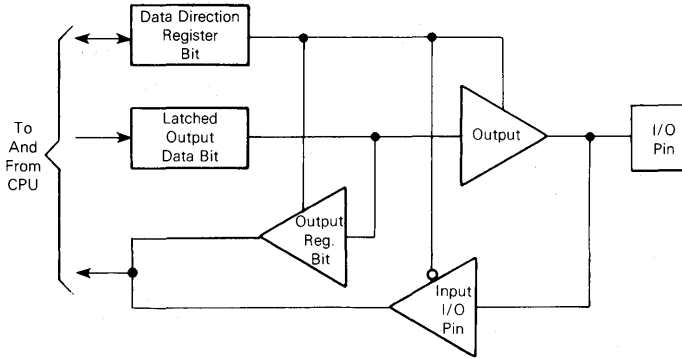 Data Direction
Register
Bit
To
And
From
CPU
Latched
Output
Data Bit
Output
I/O
Pin
Output
Reg.
Bit
Input
I/O
Pin